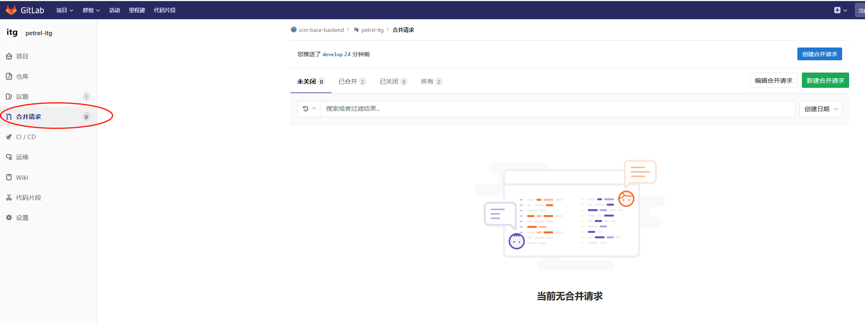 GitLab 项目 群组 活动 里程碑 代码片段
itg petrel-itg
scm-base-backend > petrel-itg > 合并请求
项目
您推送了 develop 24 分钟前 创建合并请求
仓库
未关闭 0 已合并 2 已关闭 0 所有 2 编辑合并请求 新建合并请求
议题
搜索或者过滤结果... 创建日期
合并请求 0
CI / CD
运维
Wiki
代码片段
设置
当前无合并请求